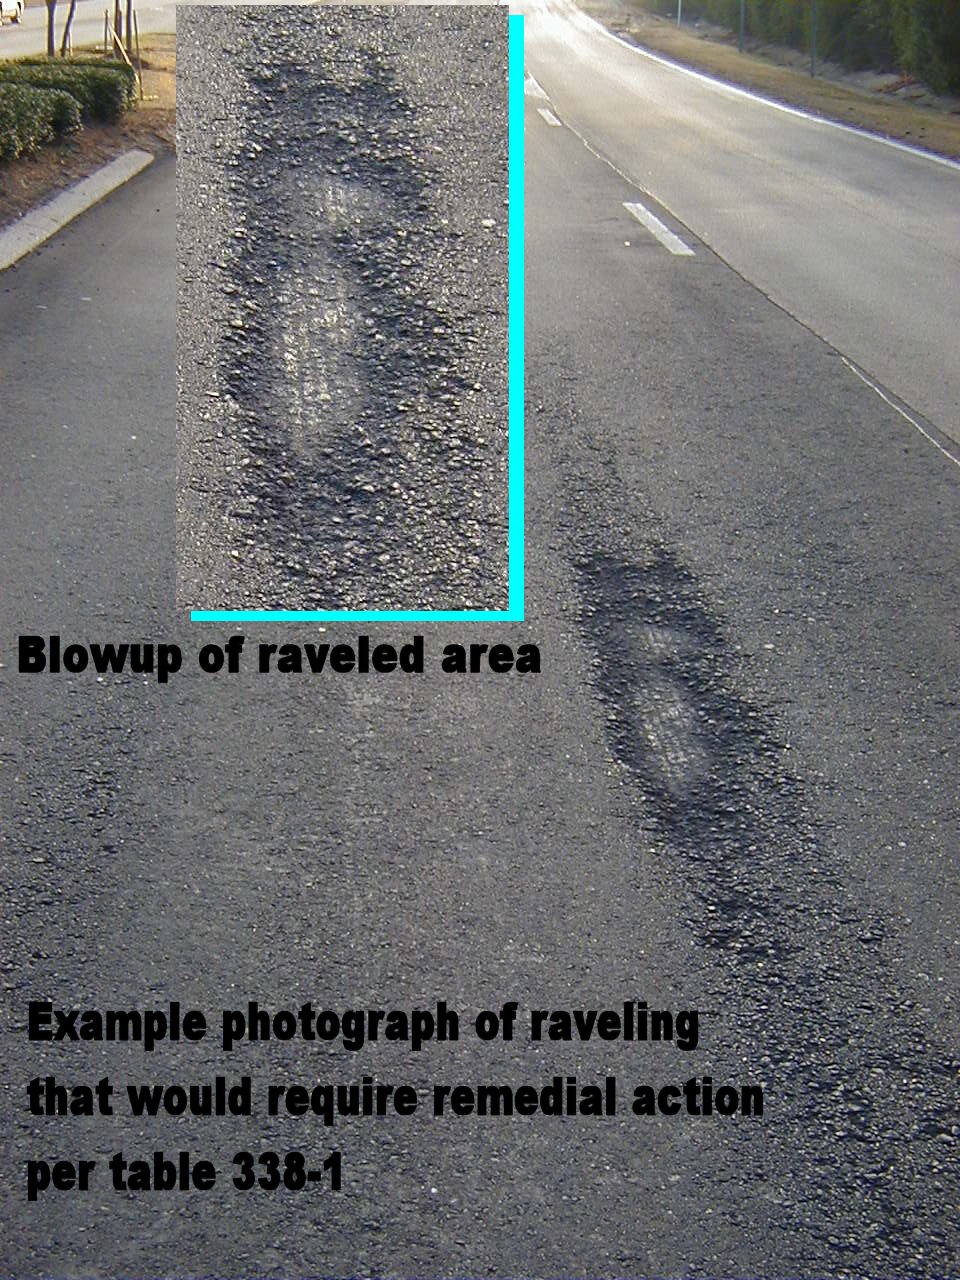 Blowup of raveled area
Example photograph of raveling
that would require remedial action
per table 338-1